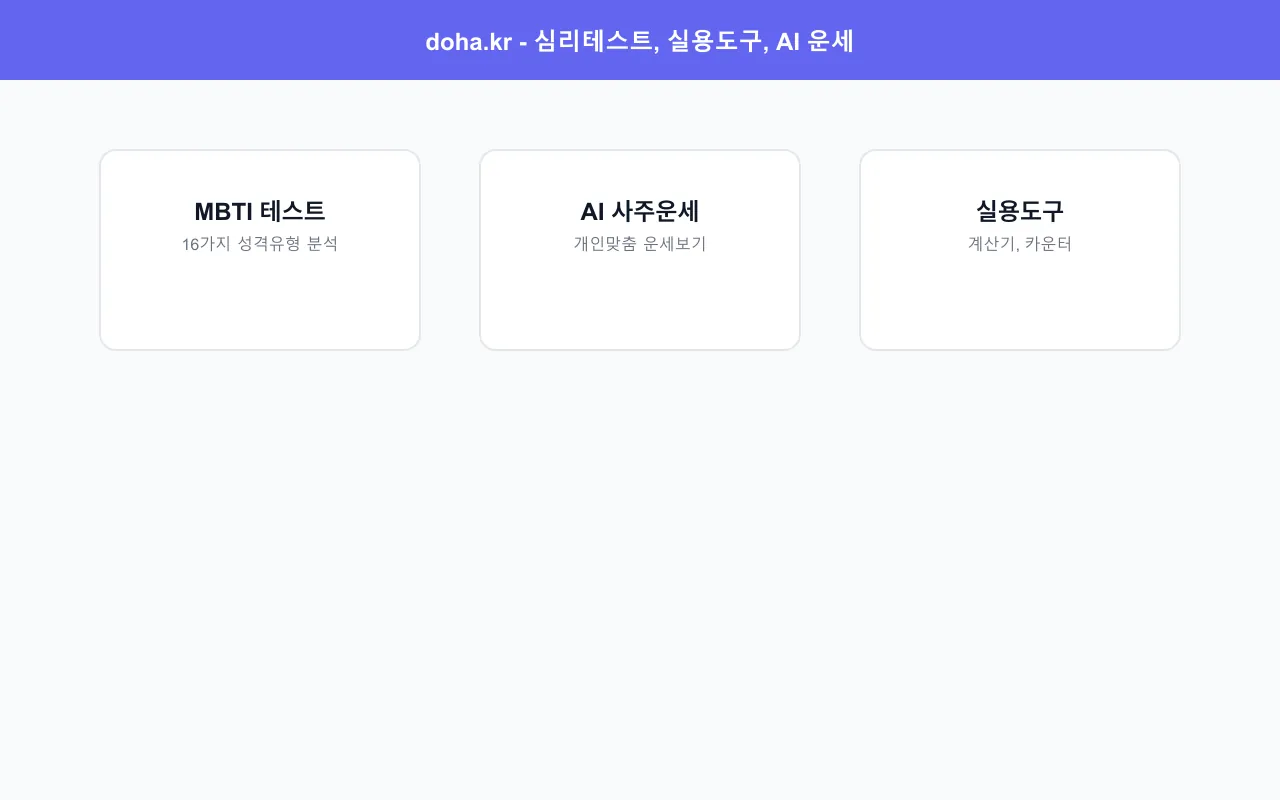 doha.kr - 심리테스트, 실용도구, AI 운세
MBTI 테스트
16가지 성격유형 분석
AI 사주운세
개인맞춤 운세보기
실용도구
계산기, 카운터